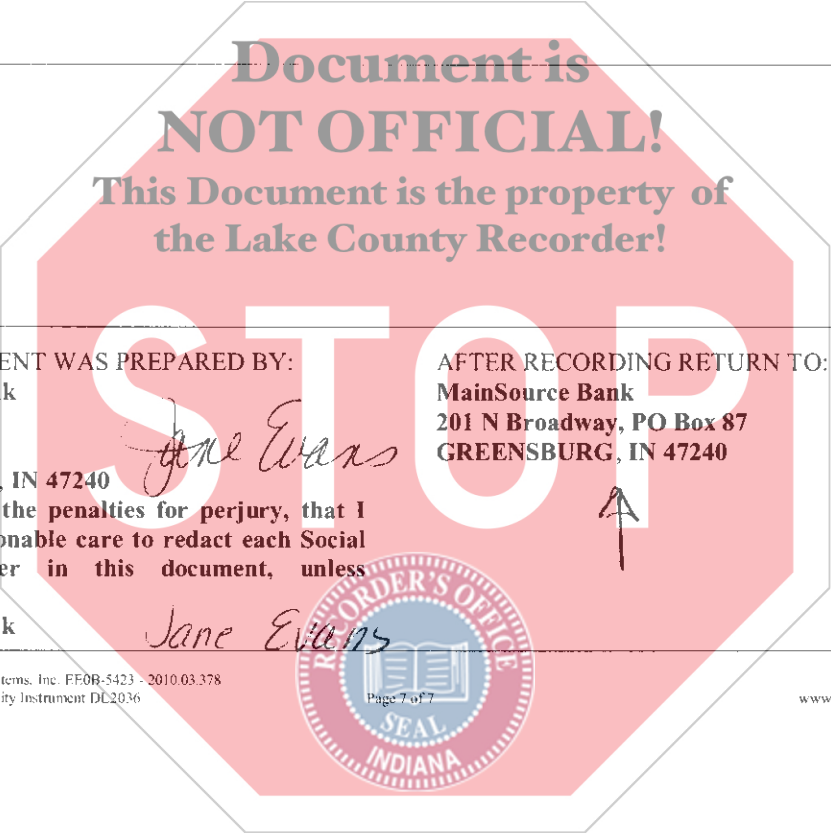 Document is
NOT OFFICIAL!
This Document is the property of
the Lake County Recorder!
STOP
ENT WAS PREPARED BY:
k
Jane Evans
, IN 47240
the penalties for perjury, that I
onable care to redact each Social
er in this document, unless
k
Jane Evans
AFTER RECORDING RETURN TO:
MainSource Bank
201 N Broadway, PO Box 87
GREENSBURG, IN 47240
RECORDER'S OFFICE
SEAL
INDIANA
tems, Inc. EE0B-5423 - 2010.03.378
ity Instrument DL2036
Page 7 of 7
www